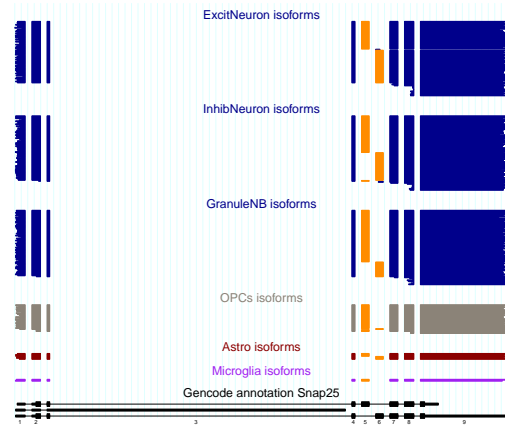 ExcitNeuron isoforms
InhibNeuron isoforms
GranuleNB isoforms
OPCs isoforms
Astro isoforms
Microglia isoforms
Gencode annotation Snap25
1 2 3 4 5 6 7 8 9